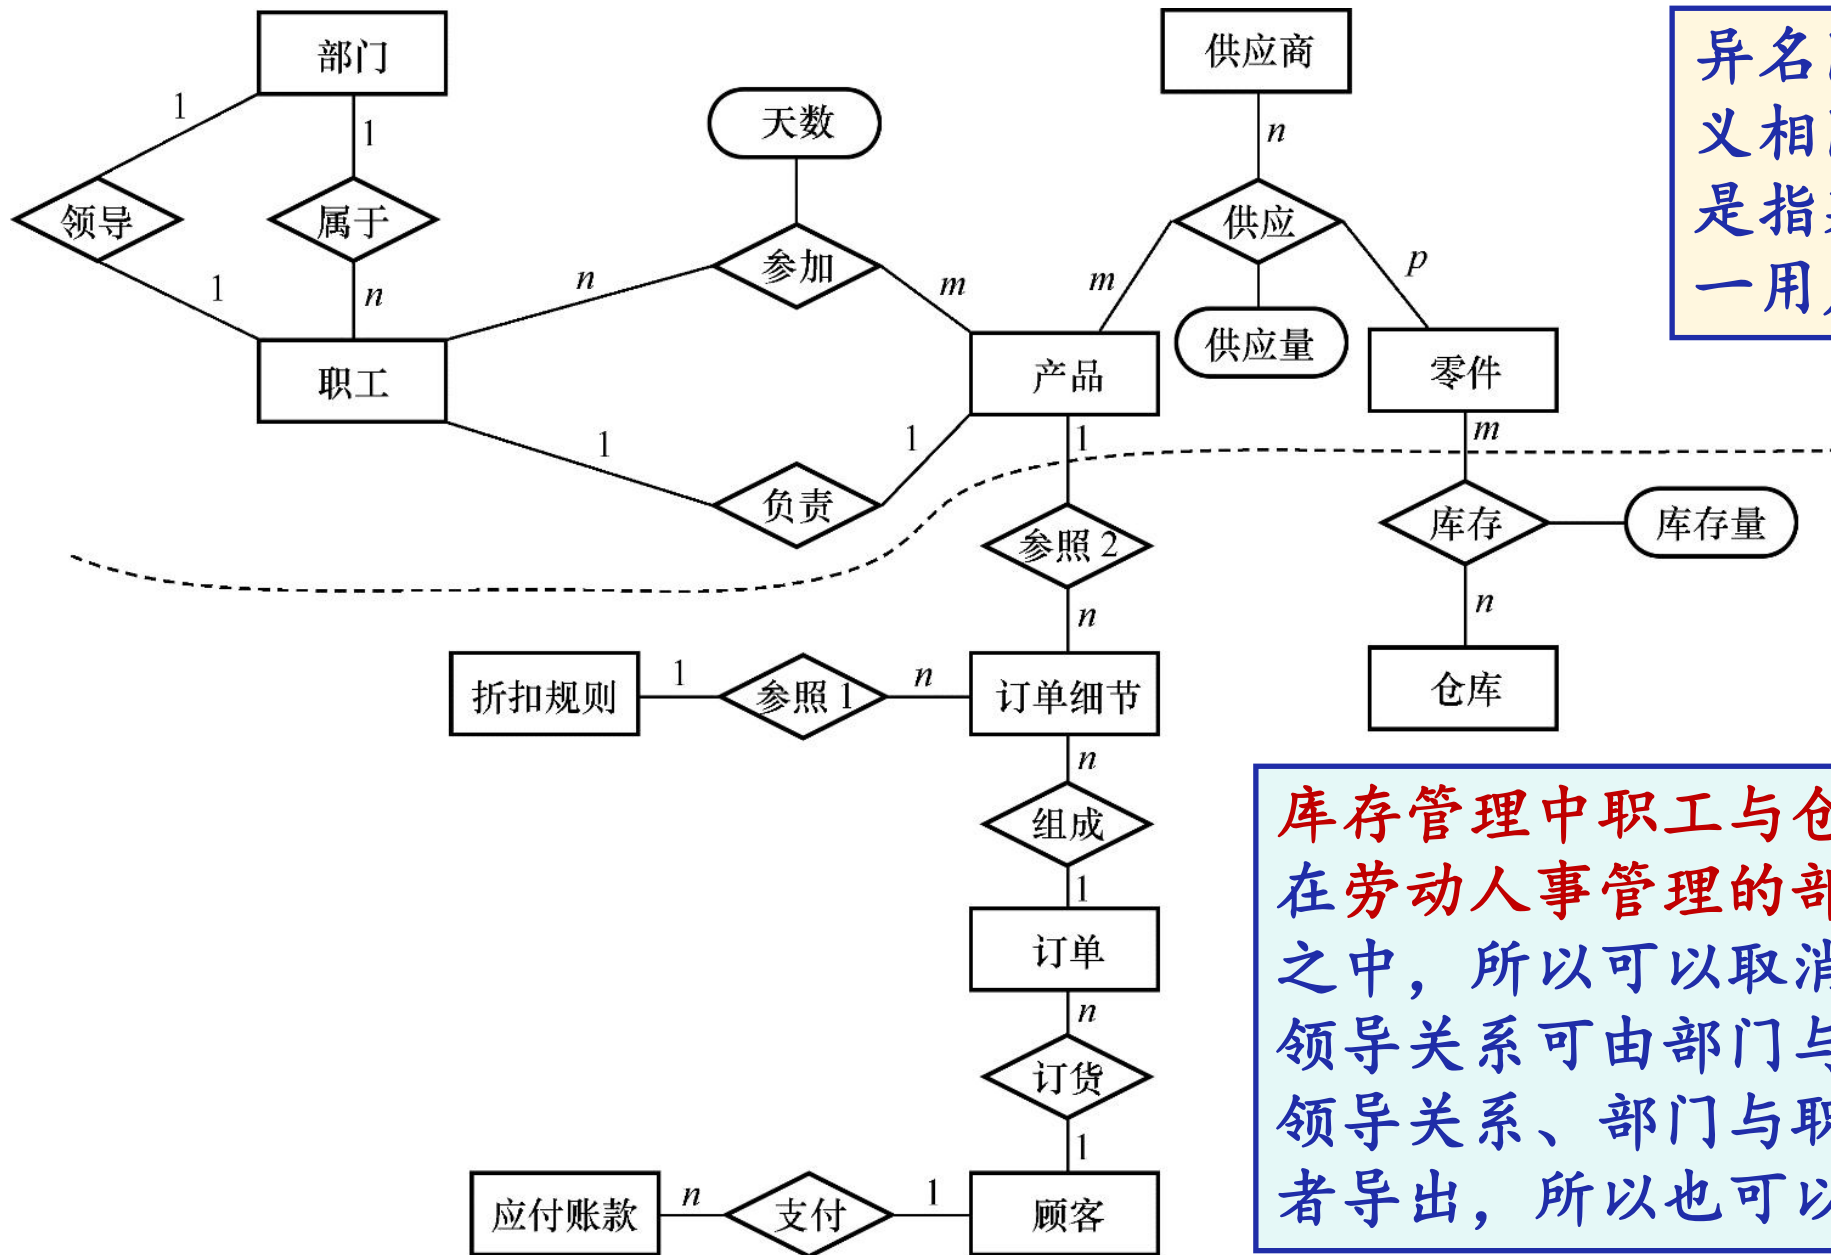 部门
供应商
1
1
天数
n
领导
属于
供应
参加
1
n
n
m
m
p
供应量
职工
产品
零件
1
1
1
m
负责
参照 2
库存
库存量
n
n
折扣规则
1
参照 1
n
订单细节
仓库
n
组成
1
订单
n
订货
1
应付账款
n
支付
1
顾客
异名
义相
是指
一用
库存管理中职工与仓
在劳动人事管理的部
之中，所以可以取消
领导关系可由部门与
领导关系、部门与职
者导出，所以也可以